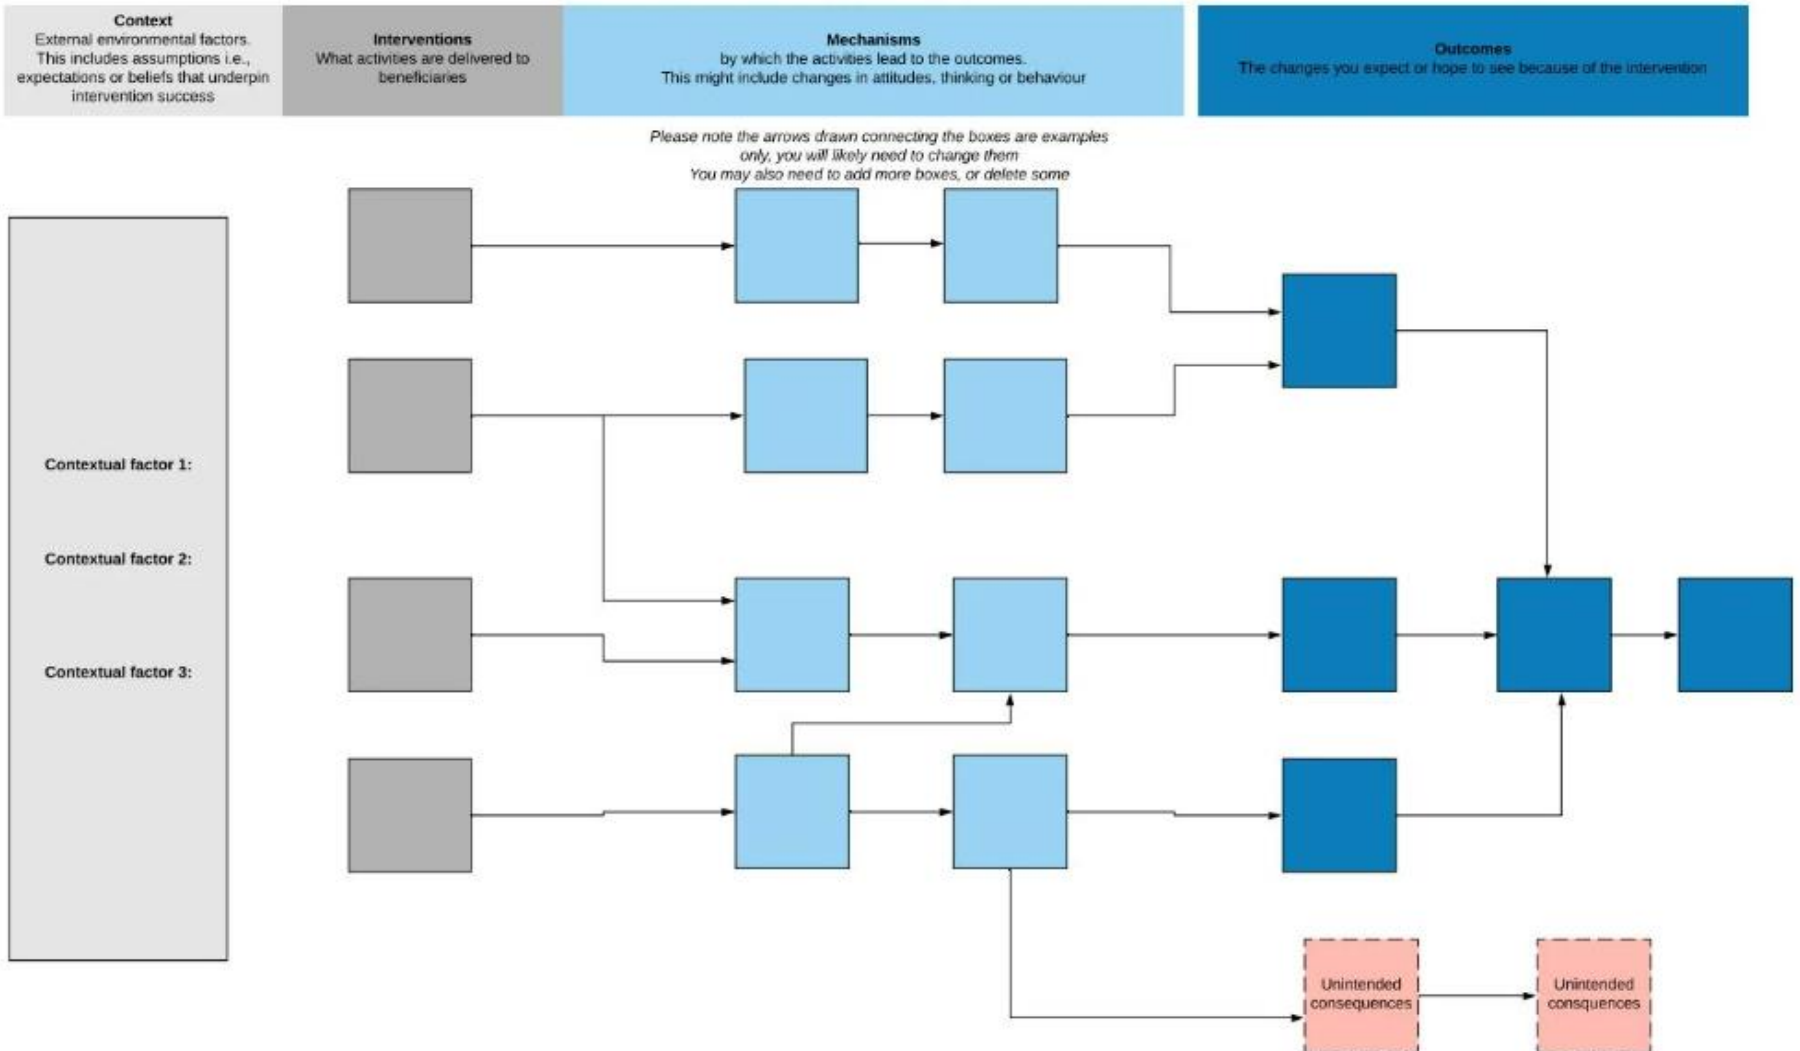 Context
External environmental factors.
This includes assumptions i.e.,
expectations or beliefs that underpin
intervention success
Interventions
What activities are delivered to
beneficiaries
Mechanisms
by which the activities lead to the outcomes.
This might include changes in attitudes, thinking or behaviour
Outcomes
The changes you expect or hope to see because of the intervention
Please note the arrows drawn connecting the boxes are examples
only, you will likely need to change them
You may also need to add more boxes, or delete some
Contextual factor 1:
Contextual factor 2:
Contextual factor 3:
Unintended
consequences
Unintended
consquences